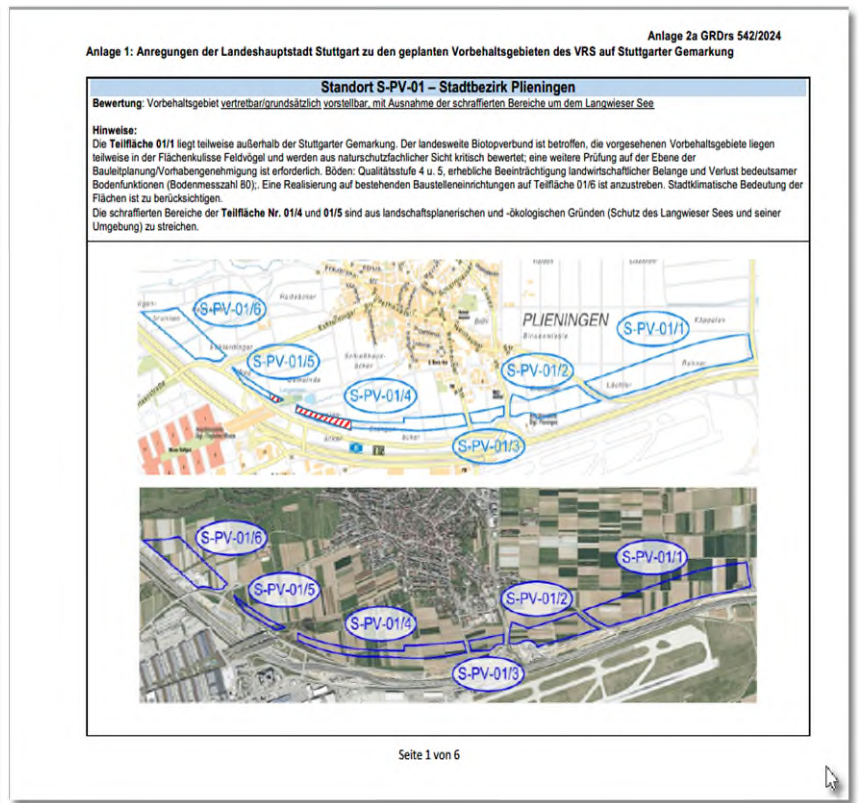 Anlage 2a GRDrs 542/2024
Anlage 1: Anregungen der Landeshauptstadt Stuttgart zu den geplanten Vorbehaltsgebieten des VRS auf Stuttgarter Gemarkung
Standort S-PV-01 – Stadtbezirk Plieningen
Bewertung: Vorbehaltsgebiet vertretbar/grundsätzlich vorstellbar, mit Ausnahme der schraffierten Bereiche um dem Langwieser See
Hinweise:
Die Teilfläche 01/1 liegt teilweise außerhalb der Stuttgarter Gemarkung. Der landesweite Biotopverbund ist betroffen, die vorgesehenen Vorbehaltsgebiete liegen
teilweise in der Flächenkulisse Feldvögel und werden aus naturschutzfachlicher Sicht kritisch bewertet; eine weitere Prüfung auf der Ebene der
Bauleitplanung/Vorhabengenehmigung ist erforderlich. Böden: Qualitätsstufe 4 u. 5, erhebliche Beeinträchtigung landwirtschaftlicher Belange und Verlust bedeutsamer
Bodenfunktionen (Bodenmesszahl 80);. Eine Realisierung auf bestehenden Baustelleneinrichtungen auf Teilfläche 01/6 ist anzustreben. Stadtklimatische Bedeutung der
Flächen ist zu berücksichtigen.
Die schraffierten Bereiche der Teilfläche Nr. 01/4 und 01/5 sind aus landschaftsplanerischen und -ökologischen Gründen (Schutz des Langwieser Sees und seiner
Umgebung) zu streichen.
S-PV-01/6
PLIENINGEN
S-PV-01/1
S-PV-01/5
S-PV-01/2
S-PV-01/4
S-PV-01/3
S-PV-01/6
S-PV-01/1
S-PV-01/5
S-PV-01/2
S-PV-01/4
S-PV-01/3
Seite 1 von 6